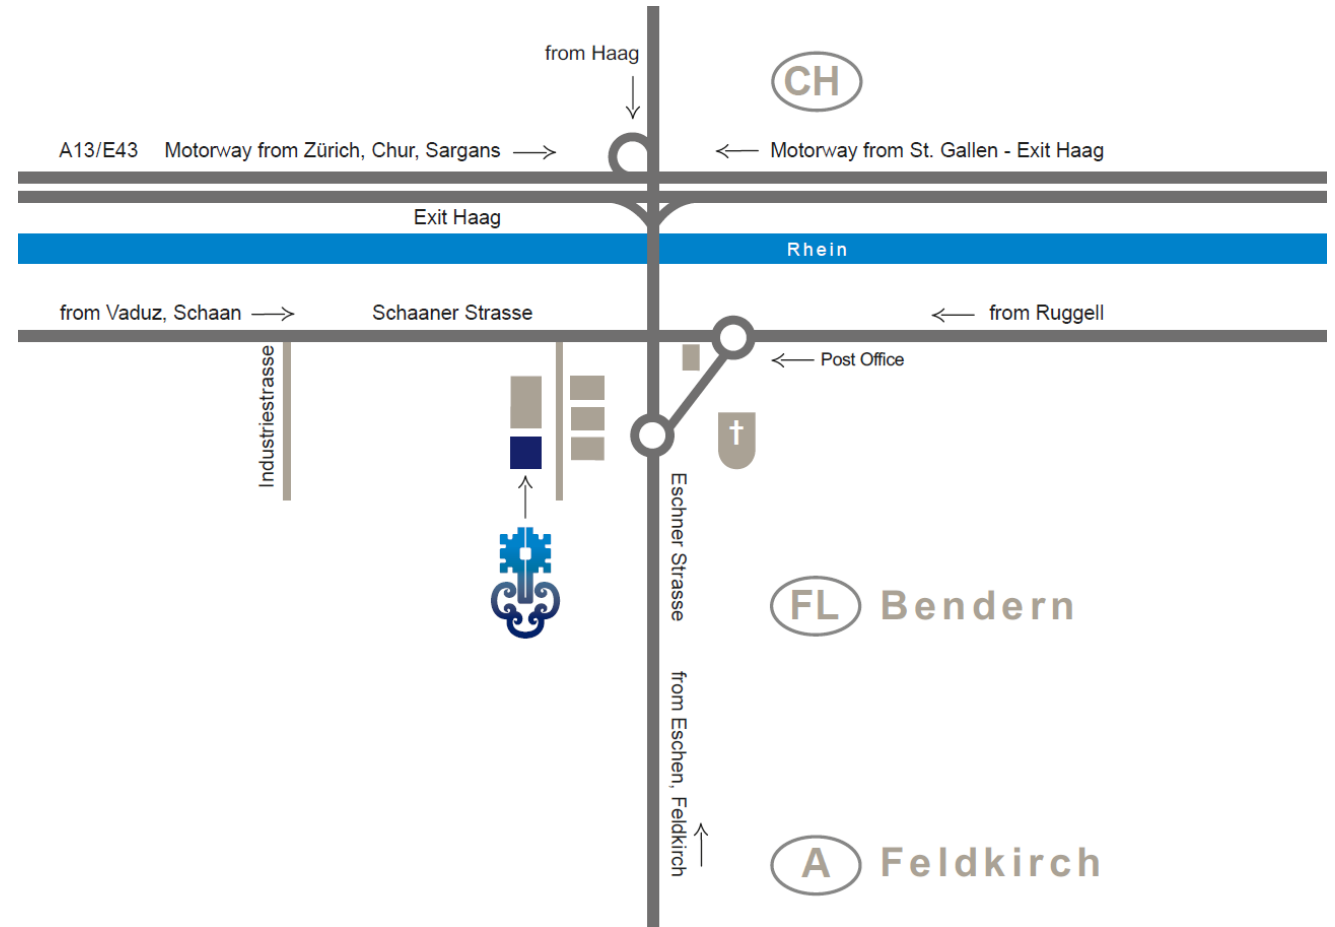 from Haag
CH
A13/E43 Motorway from Zürich, Chur, Sargans
Motorway from St. Gallen - Exit Haag
Exit Haag
Rhein
from Vaduz, Schaan
Schaaner Strasse
from Ruggell
Post Office
Industriestrasse
Eschner Strasse
FL Bendern
from Eschen, Feldkirch
A Feldkirch